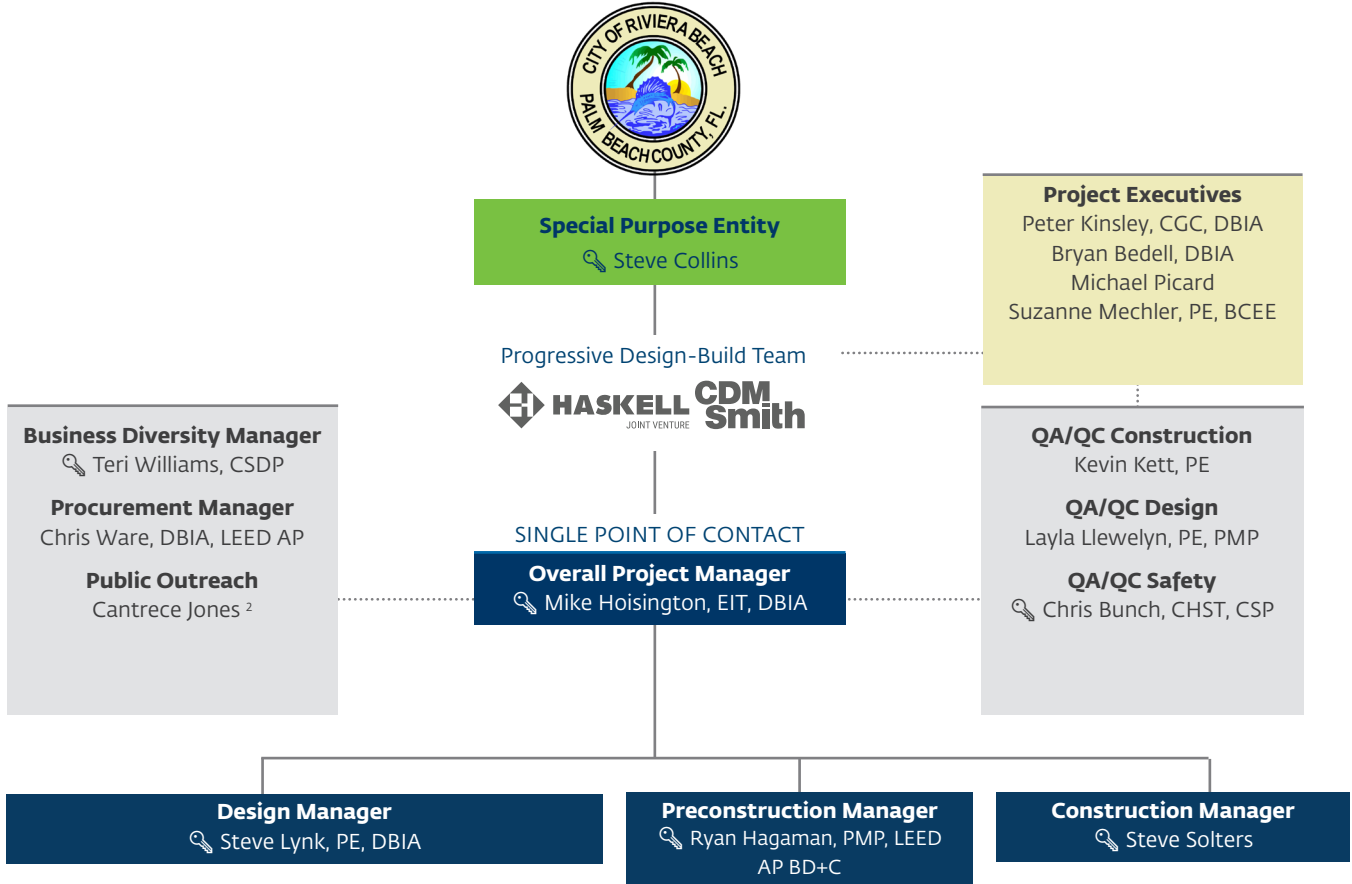 CITY OF RIVIERA BEACH
PALM BEACH COUNTY, FL.
Special Purpose Entity
Steve Collins
Project Executives
Peter Kinsley, CGC, DBIA
Bryan Bedell, DBIA
Michael Picard
Suzanne Mechler, PE, BCEE
Progressive Design-Build Team
HASKELL
JOINT VENTURE
CDM
Smith
Business Diversity Manager
Teri Williams, CSDP
Procurement Manager
Chris Ware, DBIA, LEED AP
Public Outreach
Cantrece Jones ²
QA/QC Construction
Kevin Kett, PE
QA/QC Design
Layla Llewelyn, PE, PMP
QA/QC Safety
Chris Bunch, CHST, CSP
SINGLE POINT OF CONTACT
Overall Project Manager
Mike Hoisington, EIT, DBIA
Design Manager
Steve Lynk, PE, DBIA
Preconstruction Manager
Ryan Hagaman, PMP, LEED
AP BD+C
Construction Manager
Steve Solters